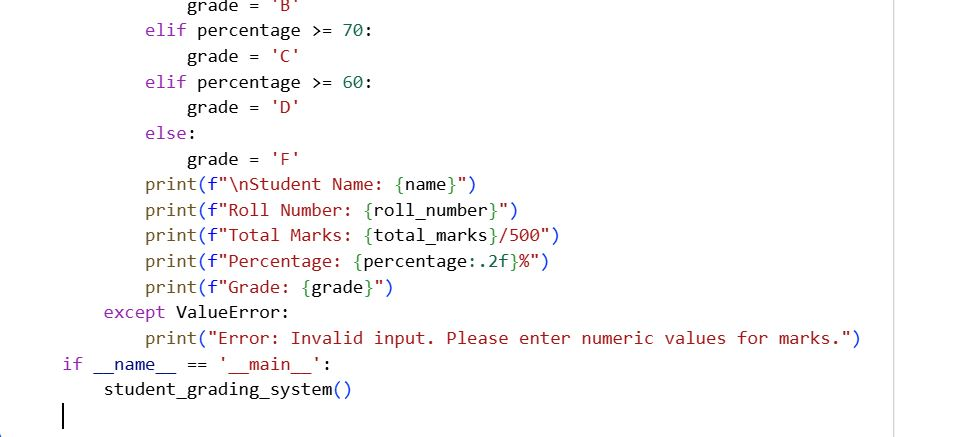 grade = 'B'
        elif percentage >= 70:
            grade = 'C'
        elif percentage >= 60:
            grade = 'D'
        else:
            grade = 'F'
        print(f"\nStudent Name: {name}")
        print(f"Roll Number: {roll_number}")
        print(f"Total Marks: {total_marks}/500")
        print(f"Percentage: {percentage:.2f}%")
        print(f"Grade: {grade}")
    except ValueError:
        print("Error: Invalid input. Please enter numeric values for marks.")
if __name__ == '__main__':
    student_grading_system()